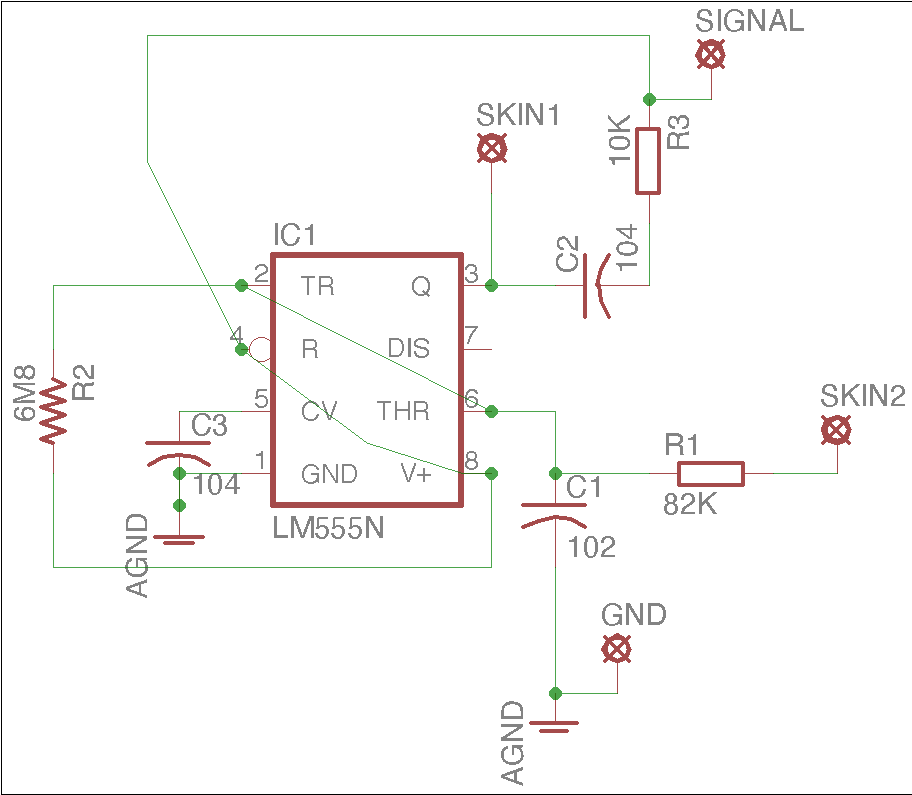 SIGNAL
SKIN1
10K
R3
IC1
C2
104
2
TR
Q
3
4
R
DIS
7
6M8
R2
5
CV
THR
6
C3
SKIN2
1
GND
V+
8
104
R1
C1
82K
LM555N
AGND
102
GND
AGND